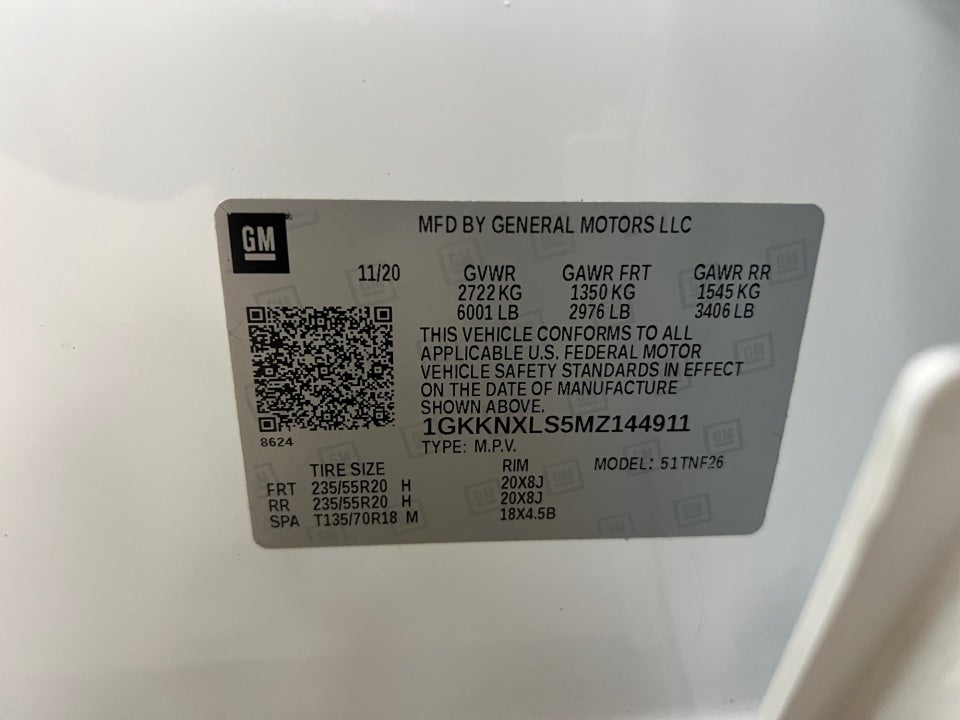 GM
MFD BY GENERAL MOTORS LLC
11/20 GVWR GAWR FRT GAWR RR
2722 KG 1350 KG 1545 KG
6001 LB 2976 LB 3406 LB
THIS VEHICLE CONFORMS TO ALL
APPLICABLE U.S. FEDERAL MOTOR
VEHICLE SAFETY STANDARDS IN EFFECT
ON THE DATE OF MANUFACTURE
SHOWN ABOVE.
1GKKNXLS5MZ144911
8624
TYPE: M.P.V.
TIRE SIZE RIM MODEL: 51TNF26
FRT 235/55R20 H 20X8J
RR 235/55R20 H 20X8J
SPA T135/70R18 M 18X4.5B